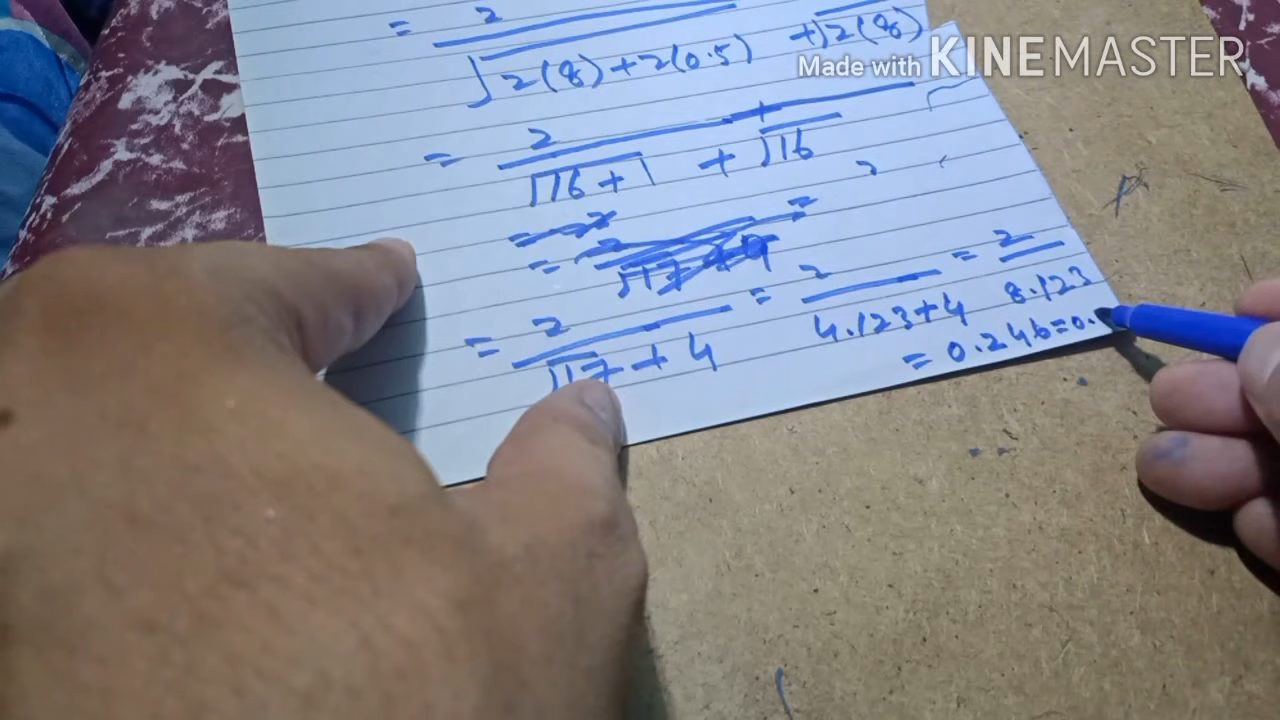 = 2 / √2(8)+2(0.5) + √2(8)
Made with KINEMASTER
= 2 / √16+1 + √16
= 2 / √17+4 = 2 / 4.123+4 = 2 / 8.123
= 0.246=0.